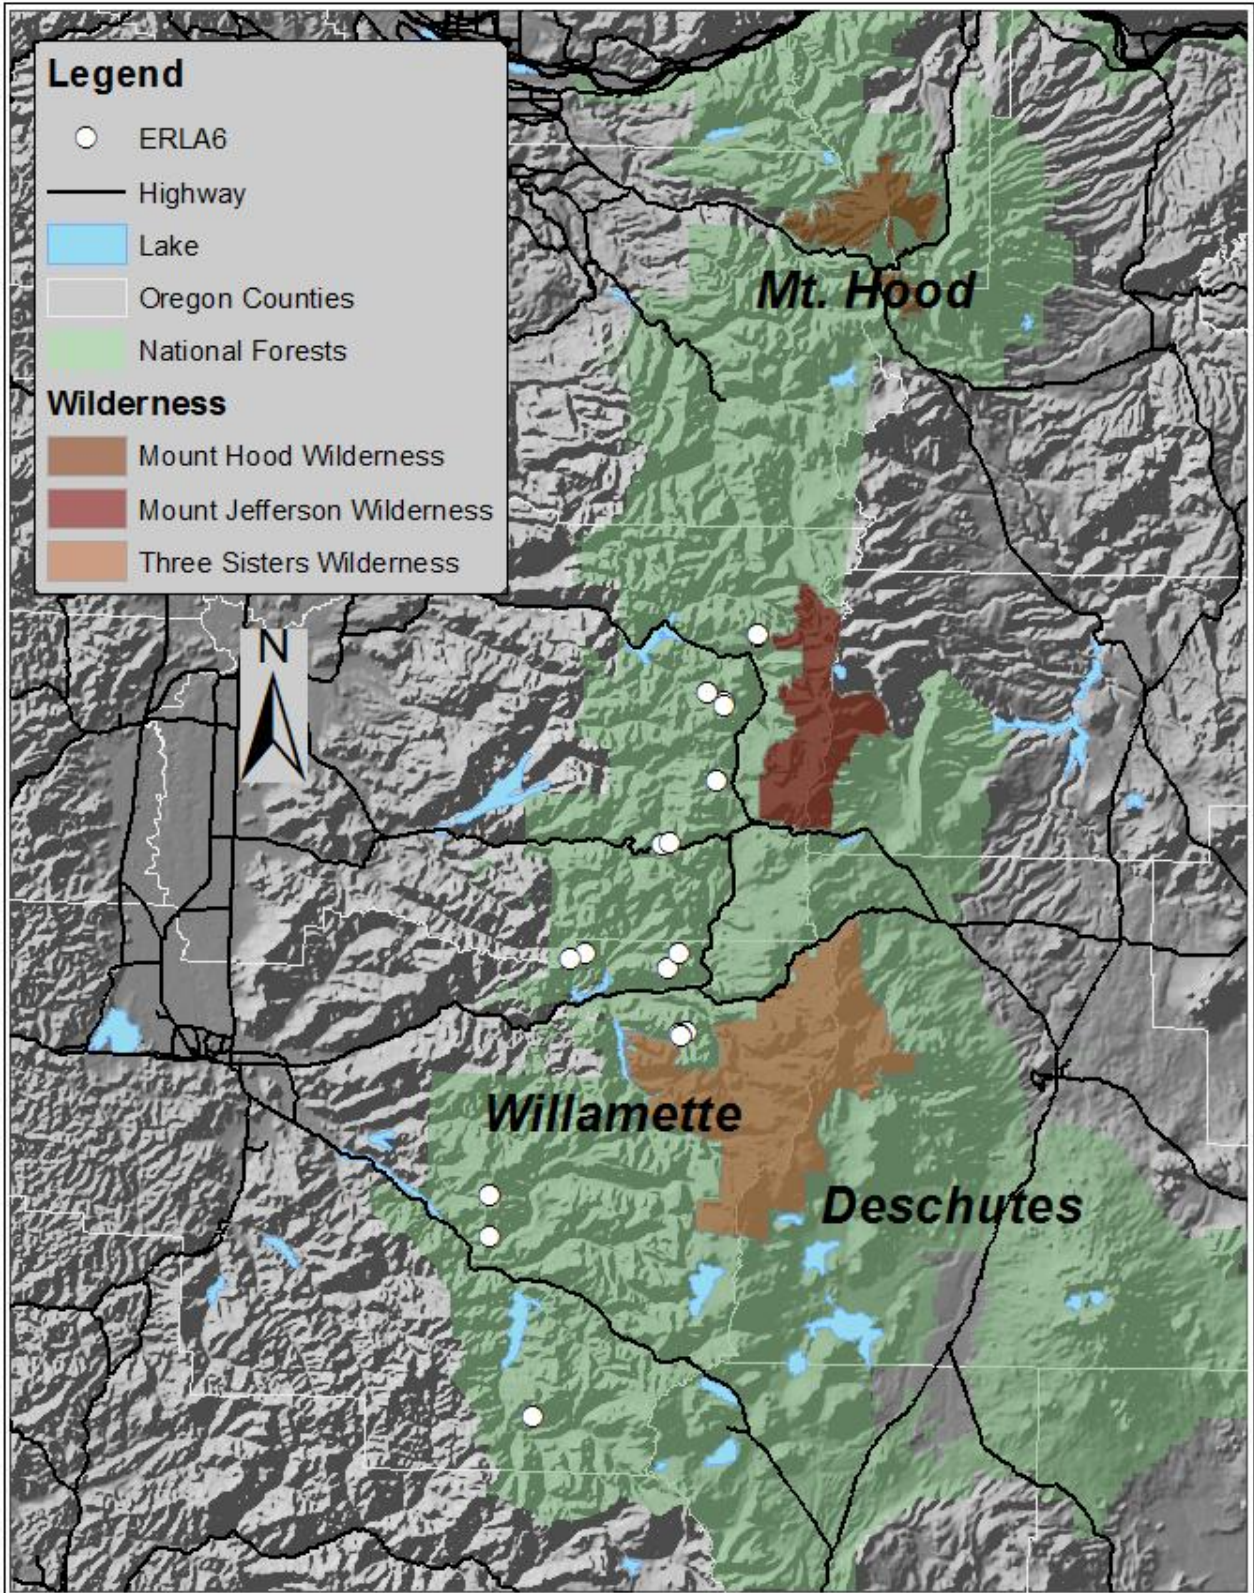 Legend
ERLA6
Highway
Lake
Oregon Counties
National Forests
Wilderness
Mount Hood Wilderness
Mount Jefferson Wilderness
Three Sisters Wilderness
N
Mt. Hood
Willamette
Deschutes